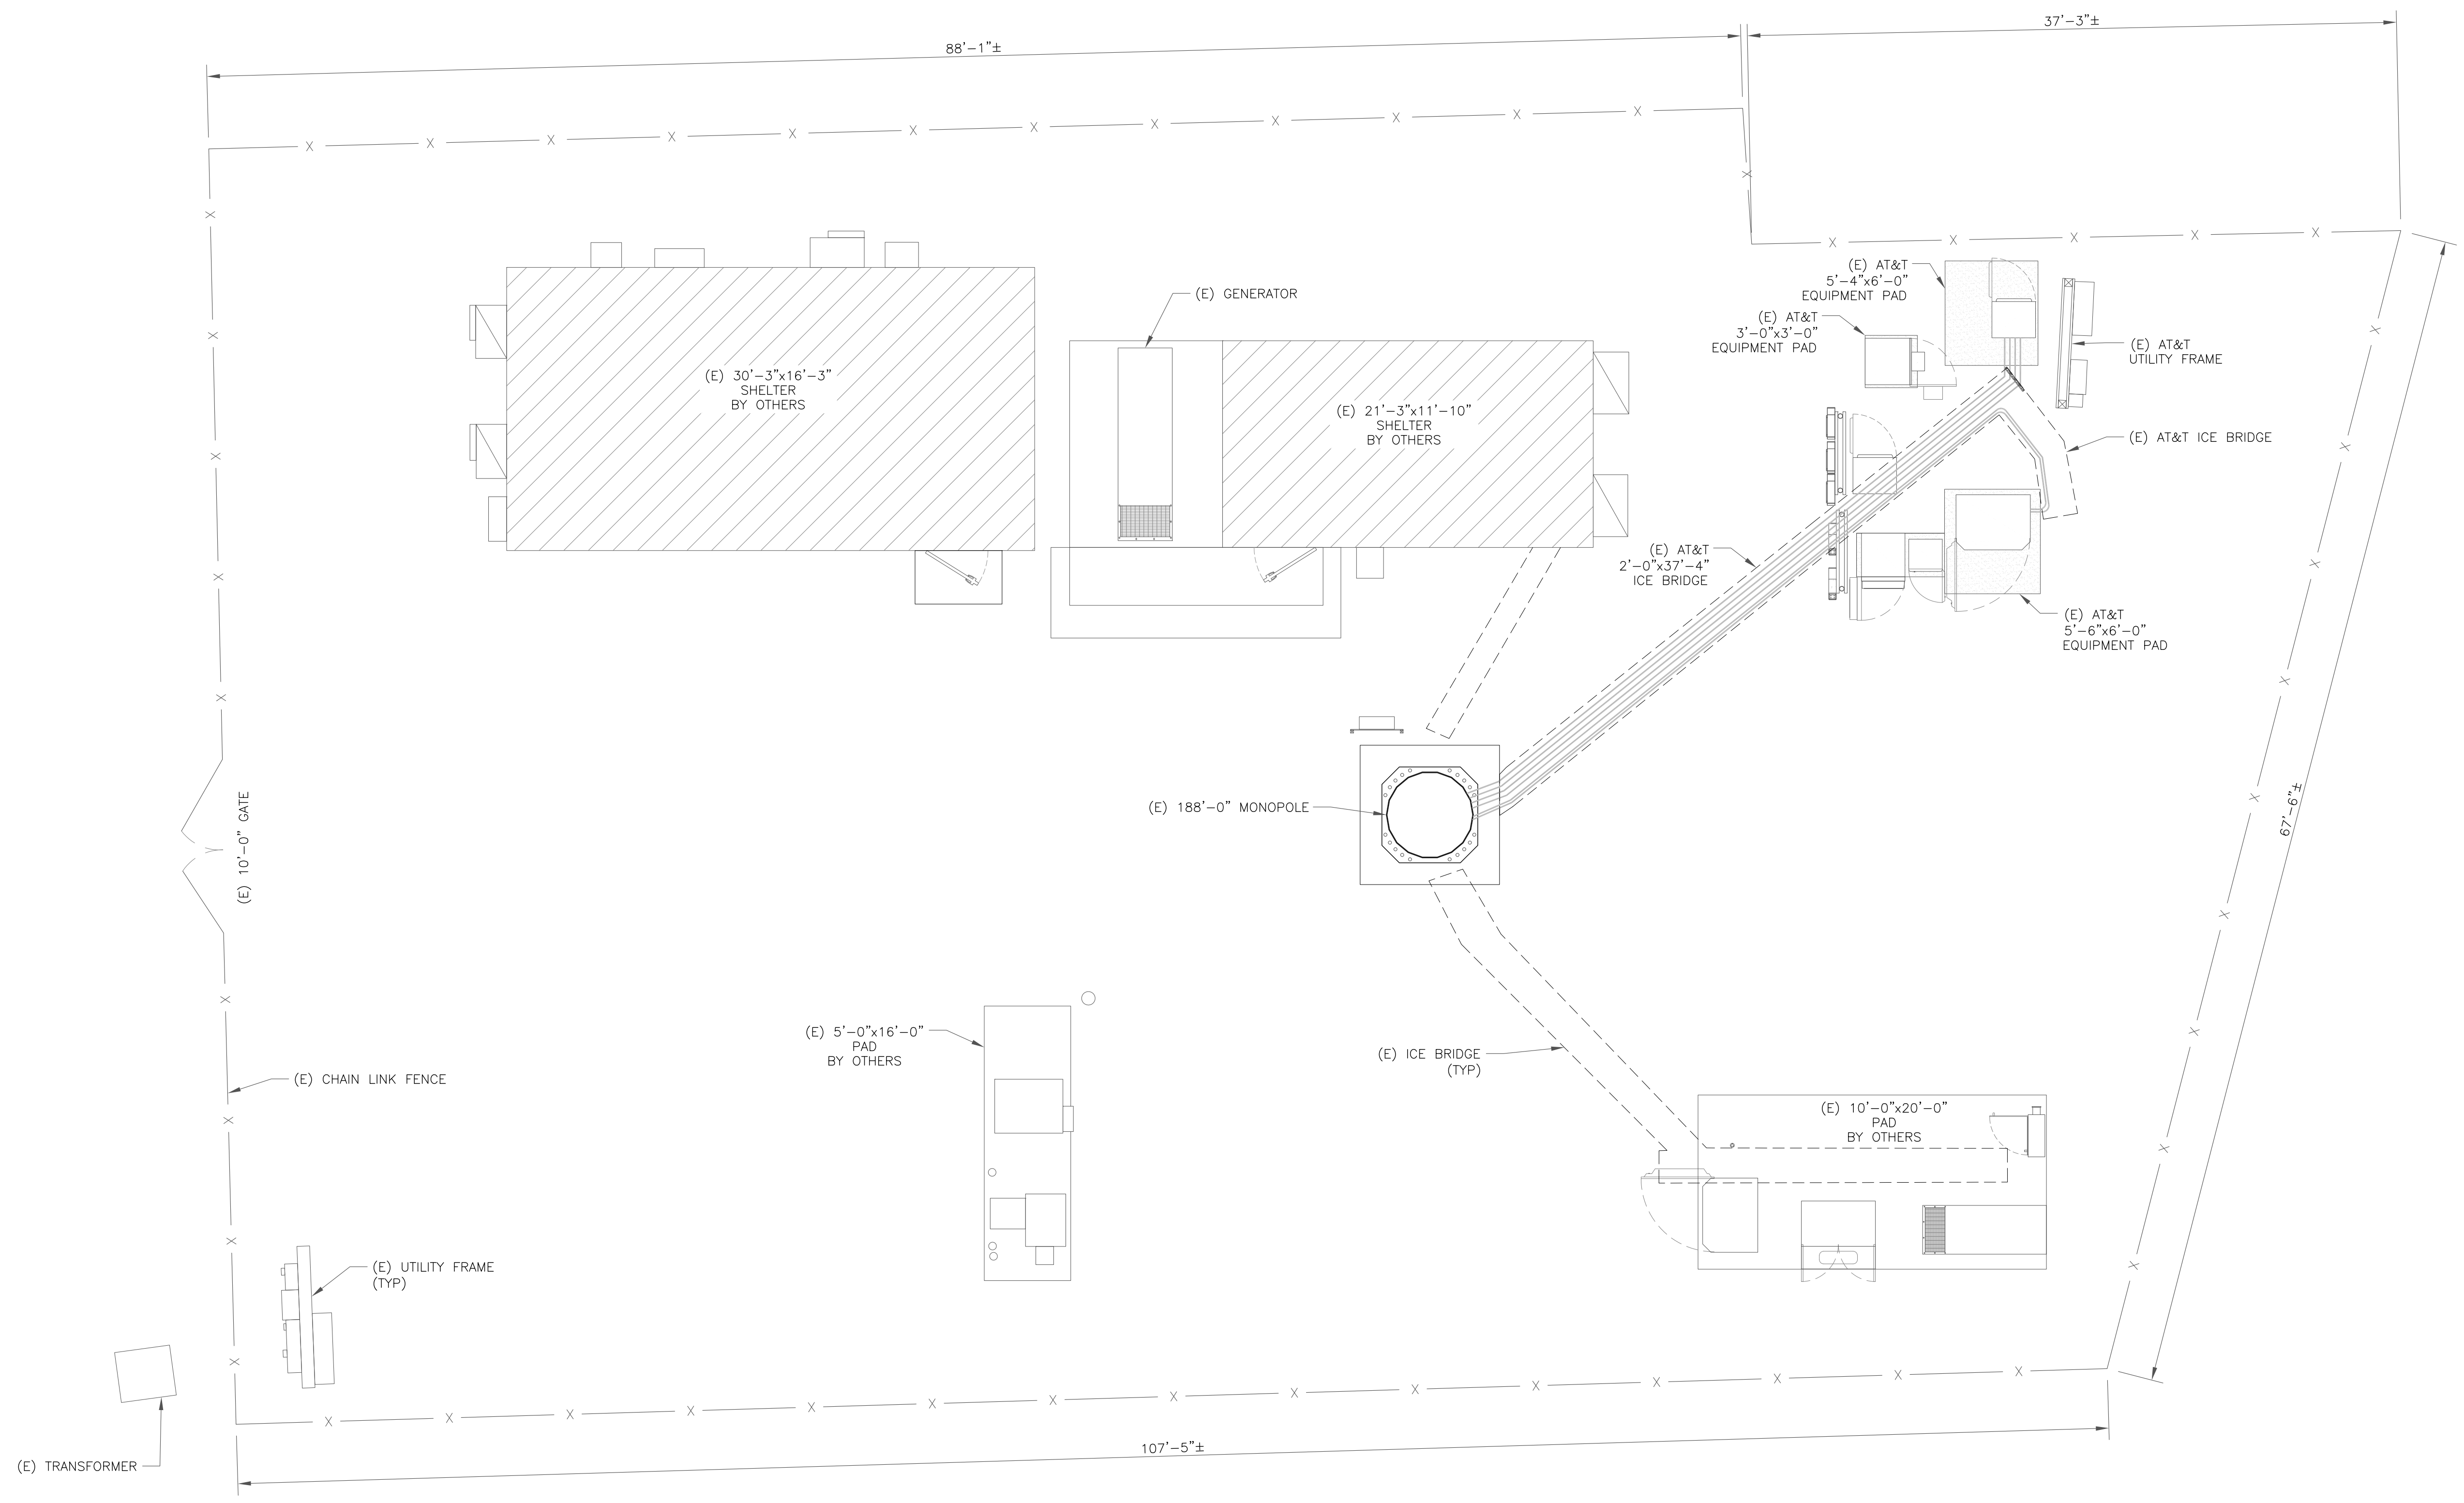 88'-1"±
37'-3"±
(E) AT&T
5'-4"x6'-0"
EQUIPMENT PAD
(E) GENERATOR
(E) AT&T
3'-0"x3'-0"
EQUIPMENT PAD
(E) AT&T
UTILITY FRAME
(E) 30'-3"x16'-3"
SHELTER
BY OTHERS
(E) 21'-3"x11'-10"
SHELTER
BY OTHERS
(E) AT&T ICE BRIDGE
(E) AT&T
2'-0"x37'-4"
ICE BRIDGE
(E) AT&T
5'-6"x6'-0"
EQUIPMENT PAD
(E) 188'-0" MONOPOLE
(E) 10'-0" GATE
67'-6"±
(E) 5'-0"x16'-0"
PAD
BY OTHERS
(E) ICE BRIDGE
(TYP)
(E) CHAIN LINK FENCE
(E) 10'-0"x20'-0"
PAD
BY OTHERS
(E) UTILITY FRAME
(TYP)
107'-5"±
(E) TRANSFORMER